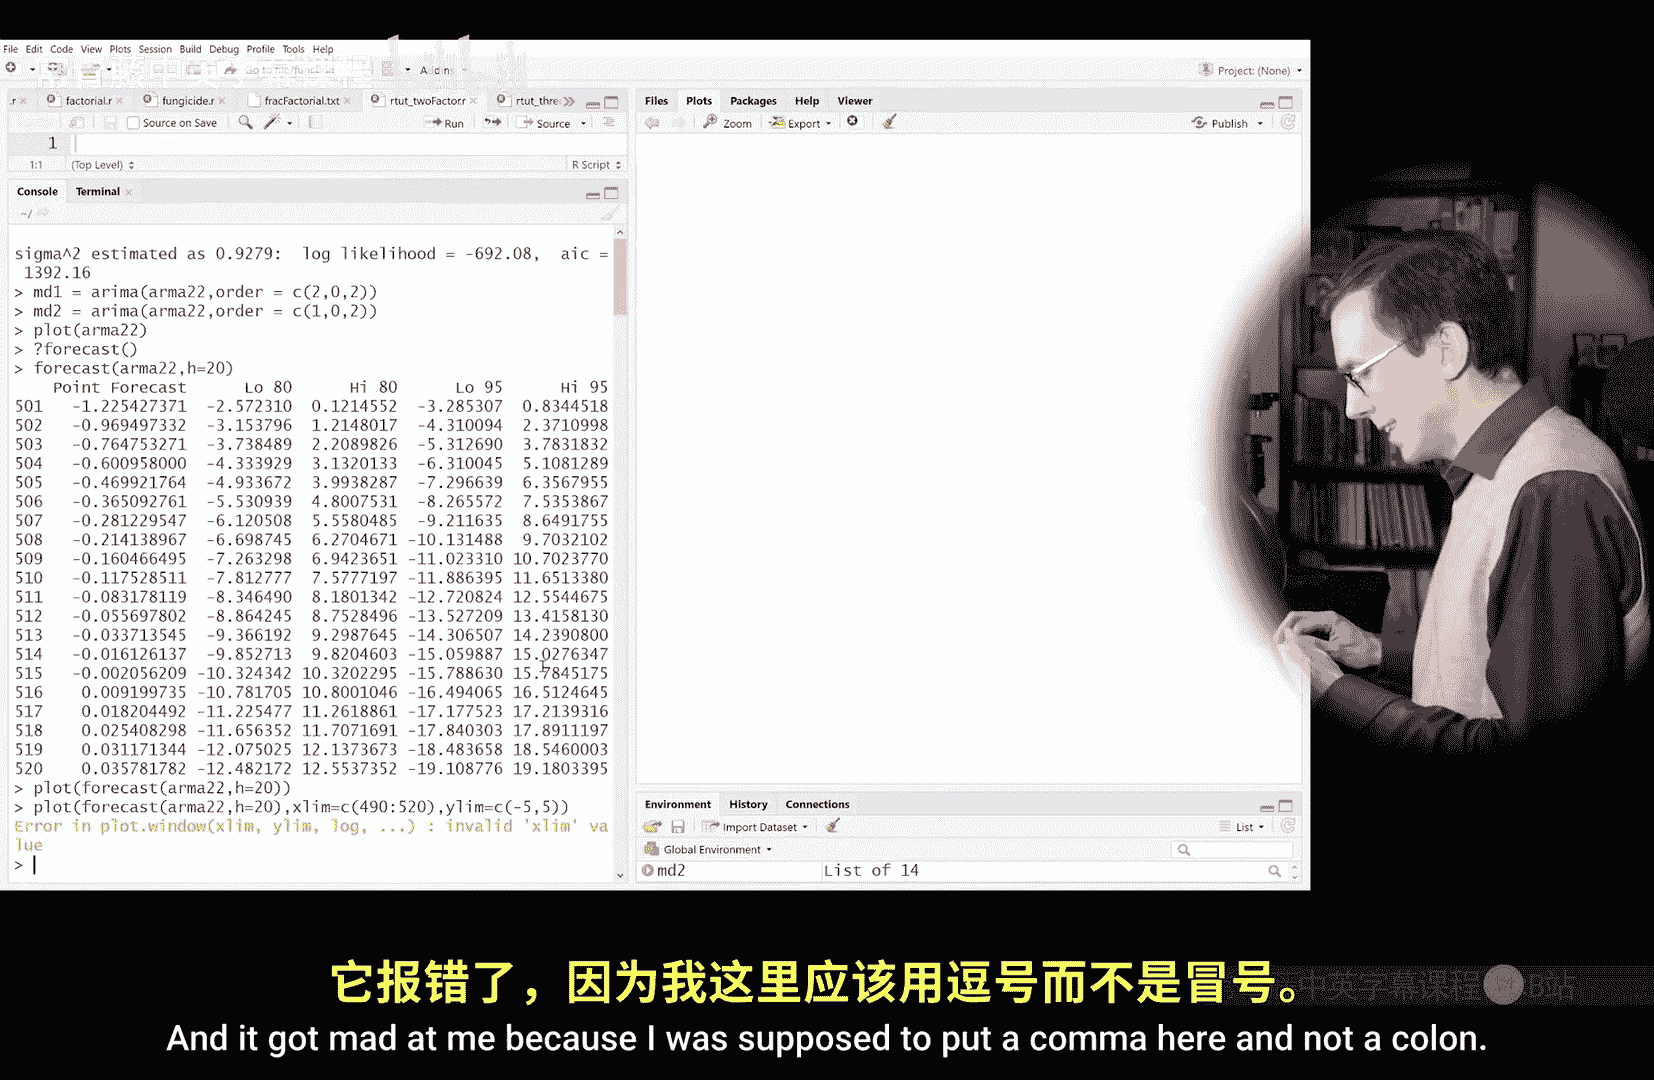 File Edit Code View Plots Session Build Debug Profile Tools Help
Go to file/function Addins Project: (None)
.r factorial.r fungicide.r fracFactorial.txt rtut_twoFactor.r rtut_thre
Source on Save Run Source
1
1:1 (Top Level) R Script
Console Terminal
~/
sigma^2 estimated as 0.9279:  log likelihood = -692.08,  aic =
1392.16
> md1 = arima(arma22,order = c(2,0,2))
> md2 = arima(arma22,order = c(1,0,2))
> plot(arma22)
> ?forecast()
> forecast(arma22,h=20)
Point Forecast Lo 80 Hi 80 Lo 95 Hi 95
501 -1.225427371 -2.572310 0.1214552 -3.285307 0.8344518
502 -0.969497332 -3.153796 1.2148017 -4.310094 2.3710998
503 -0.764753271 -3.738489 2.2089826 -5.312690 3.7831832
504 -0.600958000 -4.333929 3.1320133 -6.310045 5.1081289
505 -0.469921764 -4.933672 3.9938287 -7.296639 6.3567955
506 -0.365092761 -5.530939 4.8007531 -8.265572 7.5353867
507 -0.281229547 -6.120508 5.5580485 -9.211635 8.6491755
508 -0.214138967 -6.698745 6.2704671 -10.131488 9.7032102
509 -0.160466495 -7.263298 6.9423651 -11.023310 10.7023770
510 -0.117528511 -7.812777 7.5777197 -11.886395 11.6513380
511 -0.083178119 -8.346490 8.1801342 -12.720824 12.5544675
512 -0.055697802 -8.864245 8.7528496 -13.527209 13.4158130
513 -0.033713545 -9.366192 9.2987645 -14.306507 14.2390800
514 -0.016126137 -9.852713 9.8204603 -15.059887 15.0276347
515 -0.002056209 -10.324342 10.3202295 -15.788630 15.7845175
516 0.009199735 -10.781705 10.8001046 -16.494065 16.5124645
517 0.018204492 -11.225477 11.2618861 -17.177523 17.2139316
518 0.025408298 -11.656352 11.7071691 -17.840303 17.8911197
519 0.031171344 -12.075025 12.1373673 -18.483658 18.5460003
520 0.035781782 -12.482172 12.5537352 -19.108776 19.1803395
> plot(forecast(arma22,h=20))
> plot(forecast(arma22,h=20),xlim=c(490:520),ylim=c(-5,5))
Error in plot.window(xlim, ylim, log, ...) : invalid 'xlim' va
lue
>
Files Plots Packages Help Viewer
Zoom Export Publish
Environment History Connections
Import Dataset List
Global Environment
md2 List of 14
它报错了，因为我这里应该用逗号而不是冒号。
中英字幕课程 B站
And it got mad at me because I was supposed to put a comma here and not a colon.